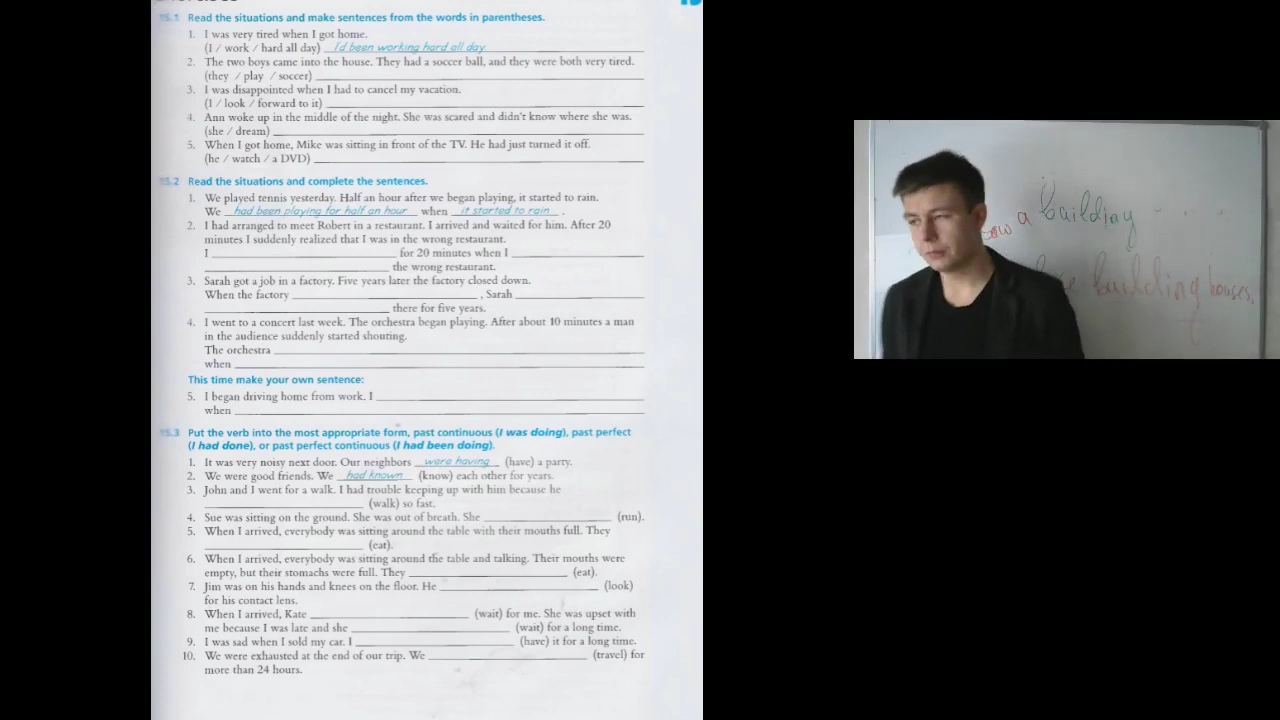 15.1 Read the situations and make sentences from the words in parentheses.
1. I was very tired when I got home.
(I / work / hard all day) I'd been working hard all day
2. The two boys came into the house. They had a soccer ball, and they were both very tired.
(they / play / soccer)
3. I was disappointed when I had to cancel my vacation.
(I / look / forward to it)
4. Ann woke up in the middle of the night. She was scared and didn't know where she was.
(she / dream)
5. When I got home, Mike was sitting in front of the TV. He had just turned it off.
(he / watch / a DVD)
15.2 Read the situations and complete the sentences.
1. We played tennis yesterday. Half an hour after we began playing, it started to rain.
We had been playing for half an hour when it started to rain .
2. I had arranged to meet Robert in a restaurant. I arrived and waited for him. After 20
minutes I suddenly realized that I was in the wrong restaurant.
I for 20 minutes when I
the wrong restaurant.
3. Sarah got a job in a factory. Five years later the factory closed down.
When the factory , Sarah
there for five years.
4. I went to a concert last week. The orchestra began playing. After about 10 minutes a man
in the audience suddenly started shouting.
The orchestra
when
This time make your own sentence:
5. I began driving home from work. I
when
15.3 Put the verb into the most appropriate form, past continuous (I was doing), past perfect
(I had done), or past perfect continuous (I had been doing).
1. It was very noisy next door. Our neighbors were having (have) a party.
2. We were good friends. We had known (know) each other for years.
3. John and I went for a walk. I had trouble keeping up with him because he
(walk) so fast.
4. Sue was sitting on the ground. She was out of breath. She (run).
5. When I arrived, everybody was sitting around the table with their mouths full. They
(eat).
6. When I arrived, everybody was sitting around the table and talking. Their mouths were
empty, but their stomachs were full. They (eat).
7. Jim was on his hands and knees on the floor. He (look)
for his contact lens.
8. When I arrived, Kate (wait) for me. She was upset with
me because I was late and she (wait) for a long time.
9. I was sad when I sold my car. I (have) it for a long time.
10. We were exhausted at the end of our trip. We (travel) for
more than 24 hours.
a building
building houses.